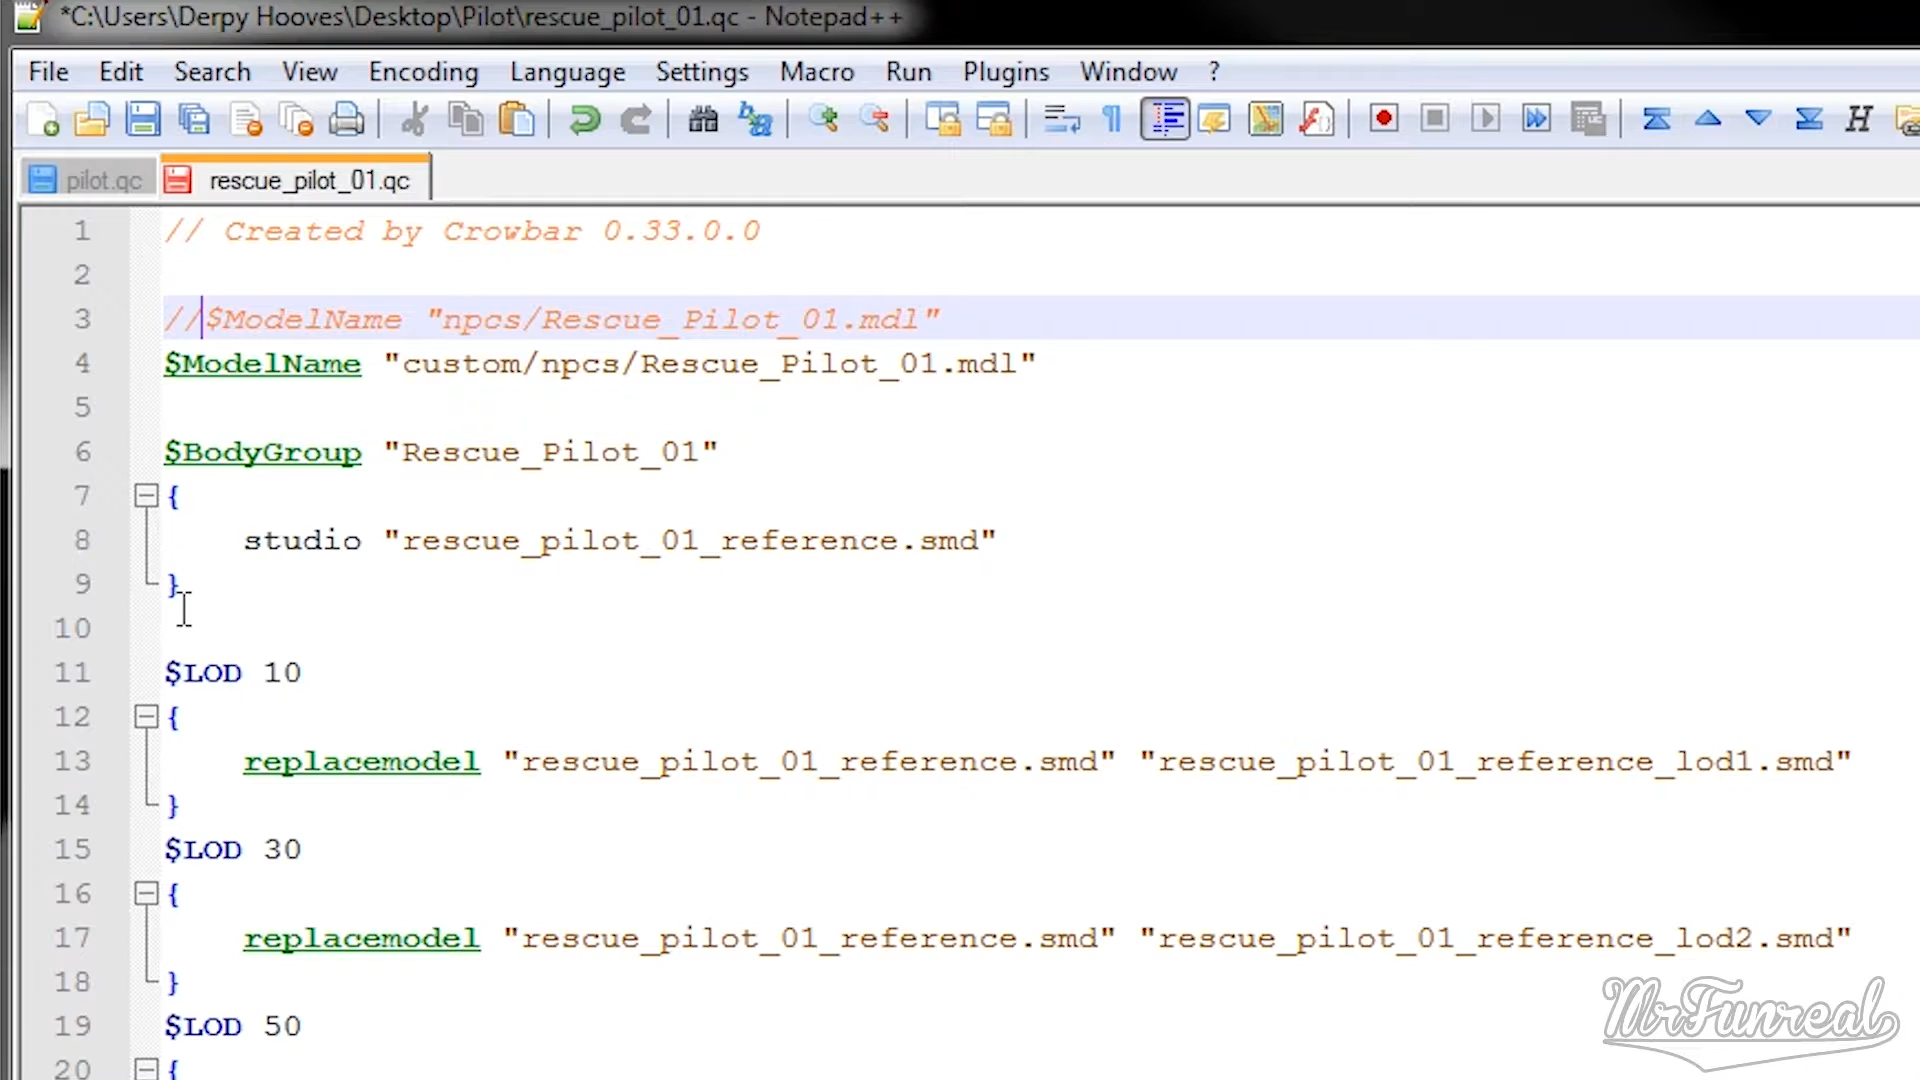 *C:\Users\Derpy Hooves\Desktop\Pilot\rescue_pilot_01.qc - Notepad++
File Edit Search View Encoding Language Settings Macro Run Plugins Window ?
pilot.qc rescue_pilot_01.qc
1 // Created by Crowbar 0.33.0.0
2
3 //$ModelName "npcs/Rescue_Pilot_01.mdl"
4 $ModelName "custom/npcs/Rescue_Pilot_01.mdl"
5
6 $BodyGroup "Rescue_Pilot_01"
7 {
8 studio "rescue_pilot_01_reference.smd"
9 }
10
11 $LOD 10
12 {
13 replacemodel "rescue_pilot_01_reference.smd" "rescue_pilot_01_reference_lod1.smd"
14 }
15 $LOD 30
16 {
17 replacemodel "rescue_pilot_01_reference.smd" "rescue_pilot_01_reference_lod2.smd"
18 }
19 $LOD 50
20 {
MrFunreal